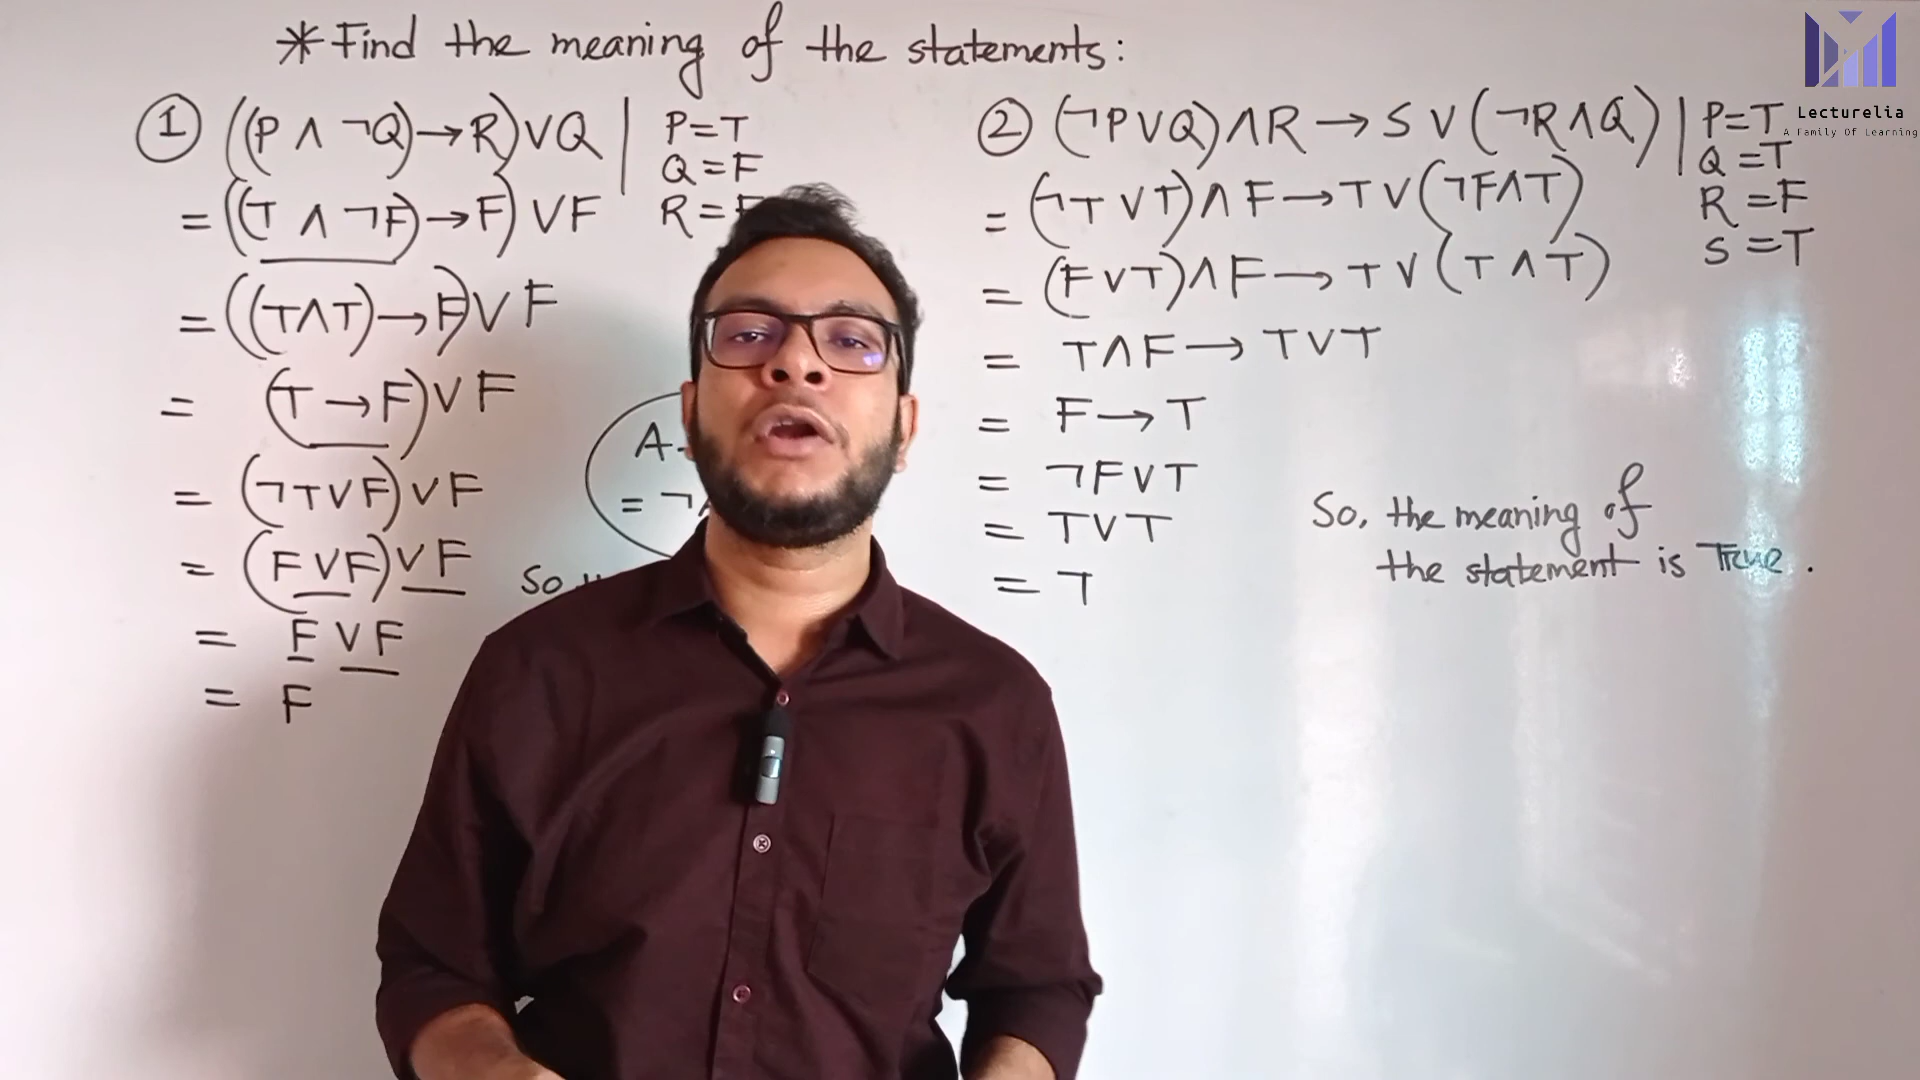 * Find the meaning of the statements:
① ((P ∧ ¬Q)→R)∨Q | P=T
Q=F
R=F
= ((T ∧ ¬F)→F)∨F
= ((T∧T)→F)∨F
= (T→F)∨F
= (¬T∨F)∨F
= (F∨F)∨F
= F∨F
= F
A
= ¬
So
② (¬P∨Q)∧R→S∨(¬R∧Q) | P=T
Q=T
R=F
S=T
= (¬T∨T)∧F→T∨(¬F∧T)
= (F∨T)∧F→T∨(T∧T)
= T∧F→T∨T
= F→T
= ¬F∨T
= T∨T
= T
So, the meaning of
the statement is True.
Lecturelia
A Family Of Learning